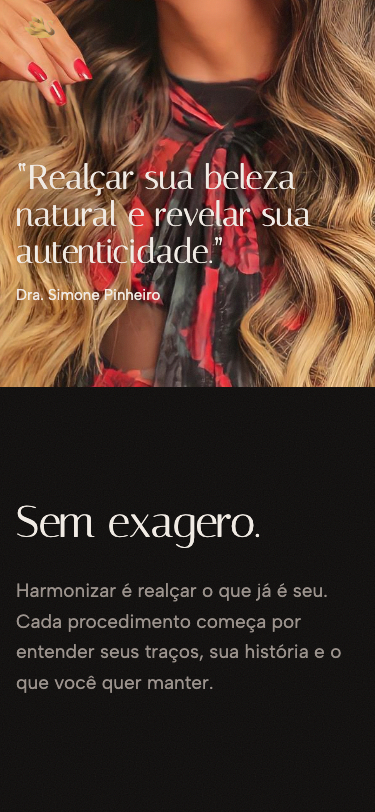 "Realçar sua beleza
natural e revelar sua
autenticidade."
Dra. Simone Pinheiro
Sem exagero.
Harmonizar é realçar o que já é seu.
Cada procedimento começa por
entender seus traços, sua história e o
que você quer manter.